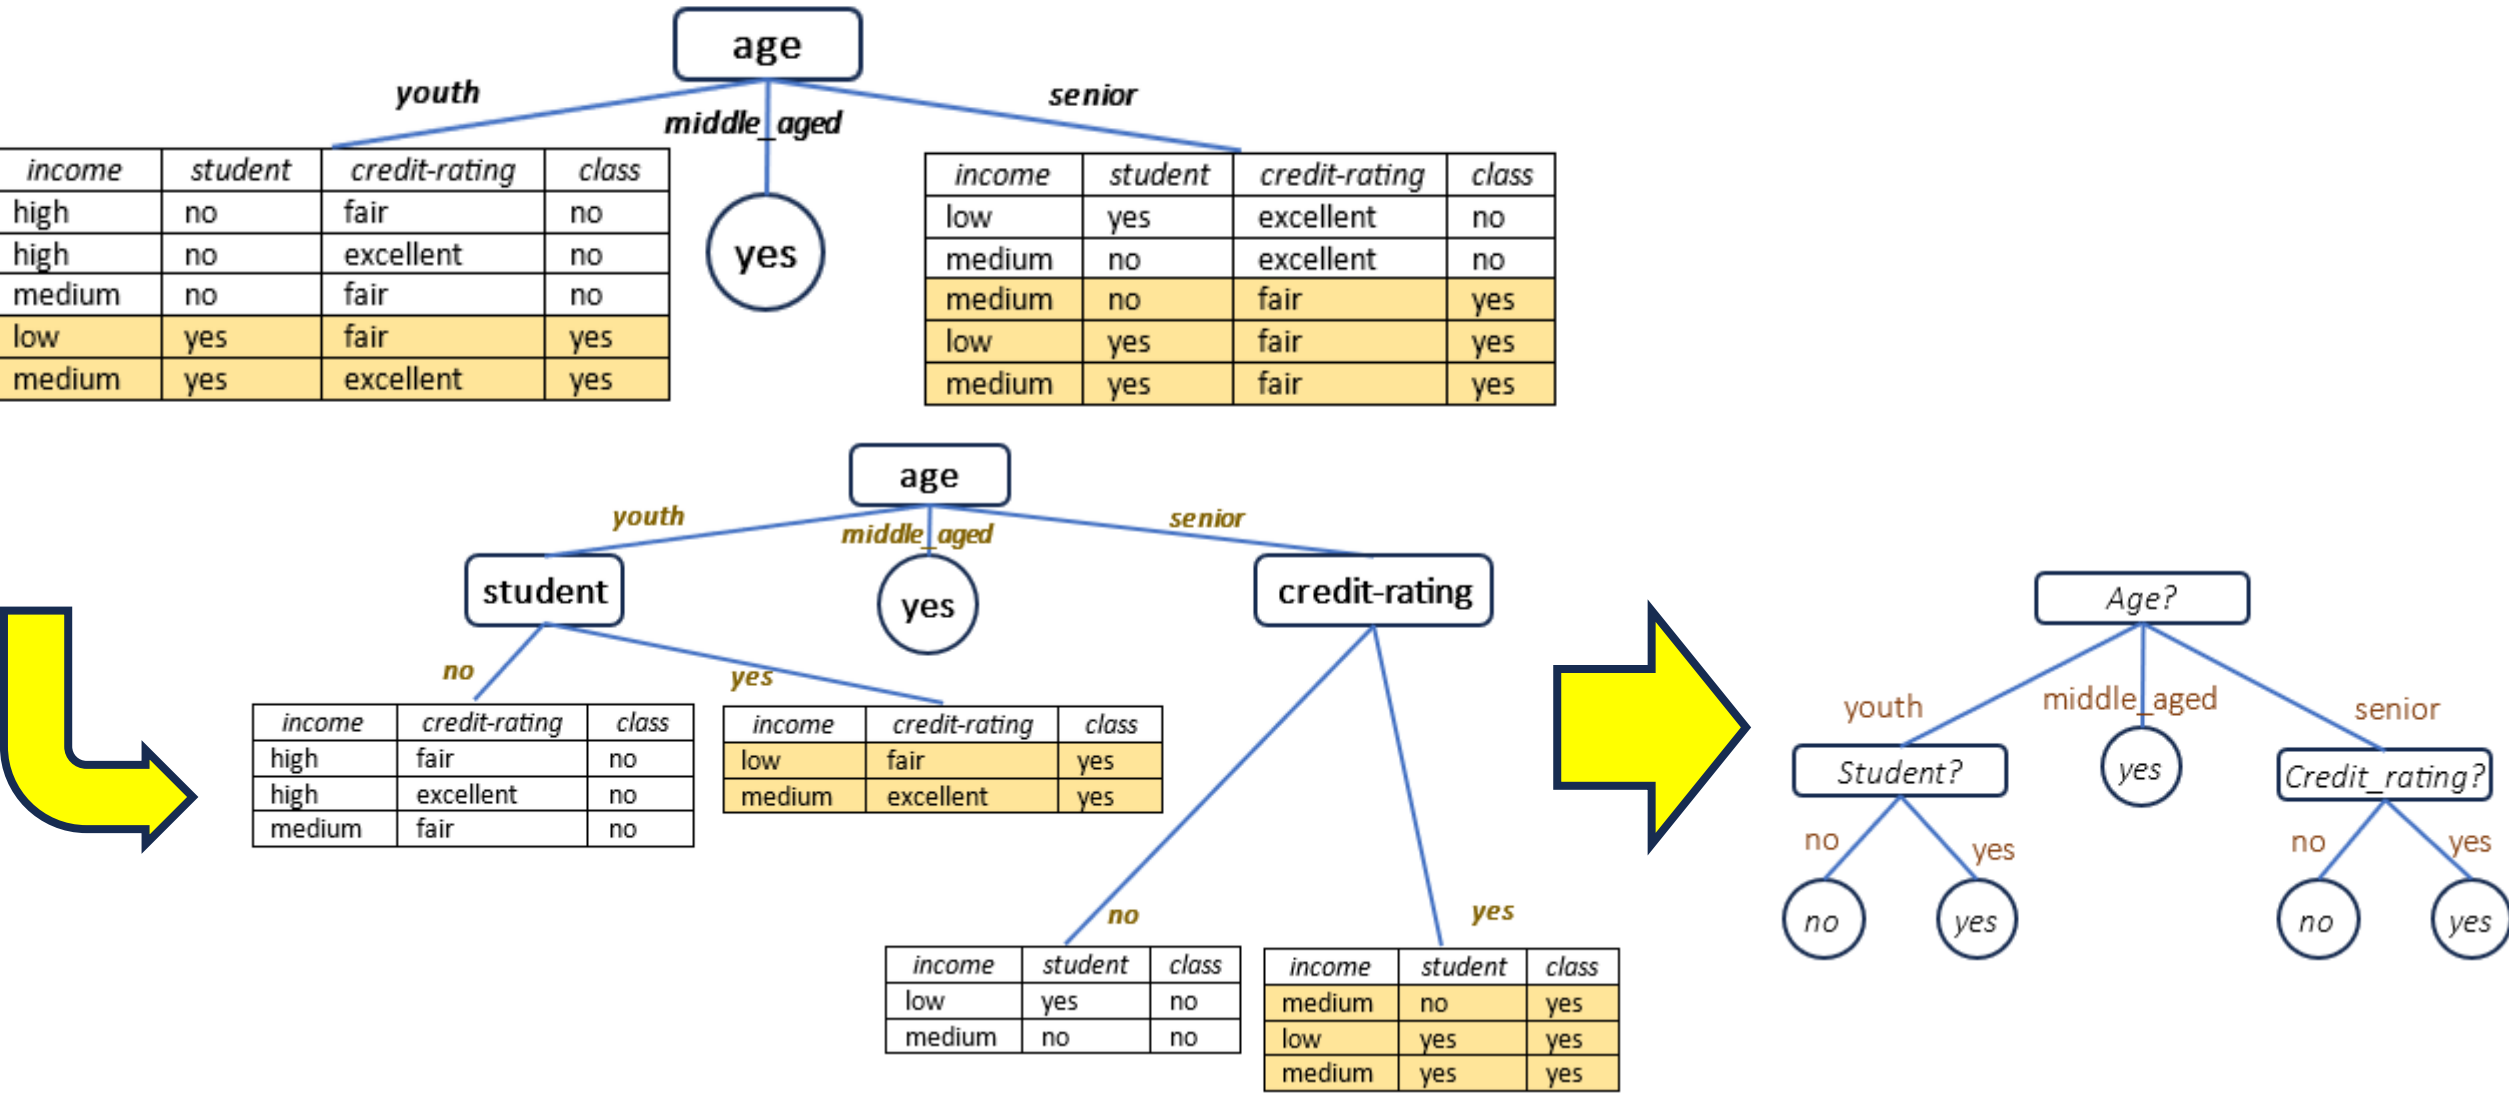 age
youth
middle_aged
senior
income student credit-rating class
high no fair no
high no excellent no
medium no fair no
low yes fair yes
medium yes excellent yes
yes
income student credit-rating class
low yes excellent no
medium no excellent no
medium no fair yes
low yes fair yes
medium yes fair yes
age
youth
middle_aged
senior
student
yes
credit-rating
no
yes
income credit-rating class
high fair no
high excellent no
medium fair no
income credit-rating class
low fair yes
medium excellent yes
no
yes
income student class
low yes no
medium no no
income student class
medium no yes
low yes yes
medium yes yes
Age?
youth
middle_aged
senior
Student?
yes
Credit_rating?
no
yes
no
yes
no
yes
no
yes